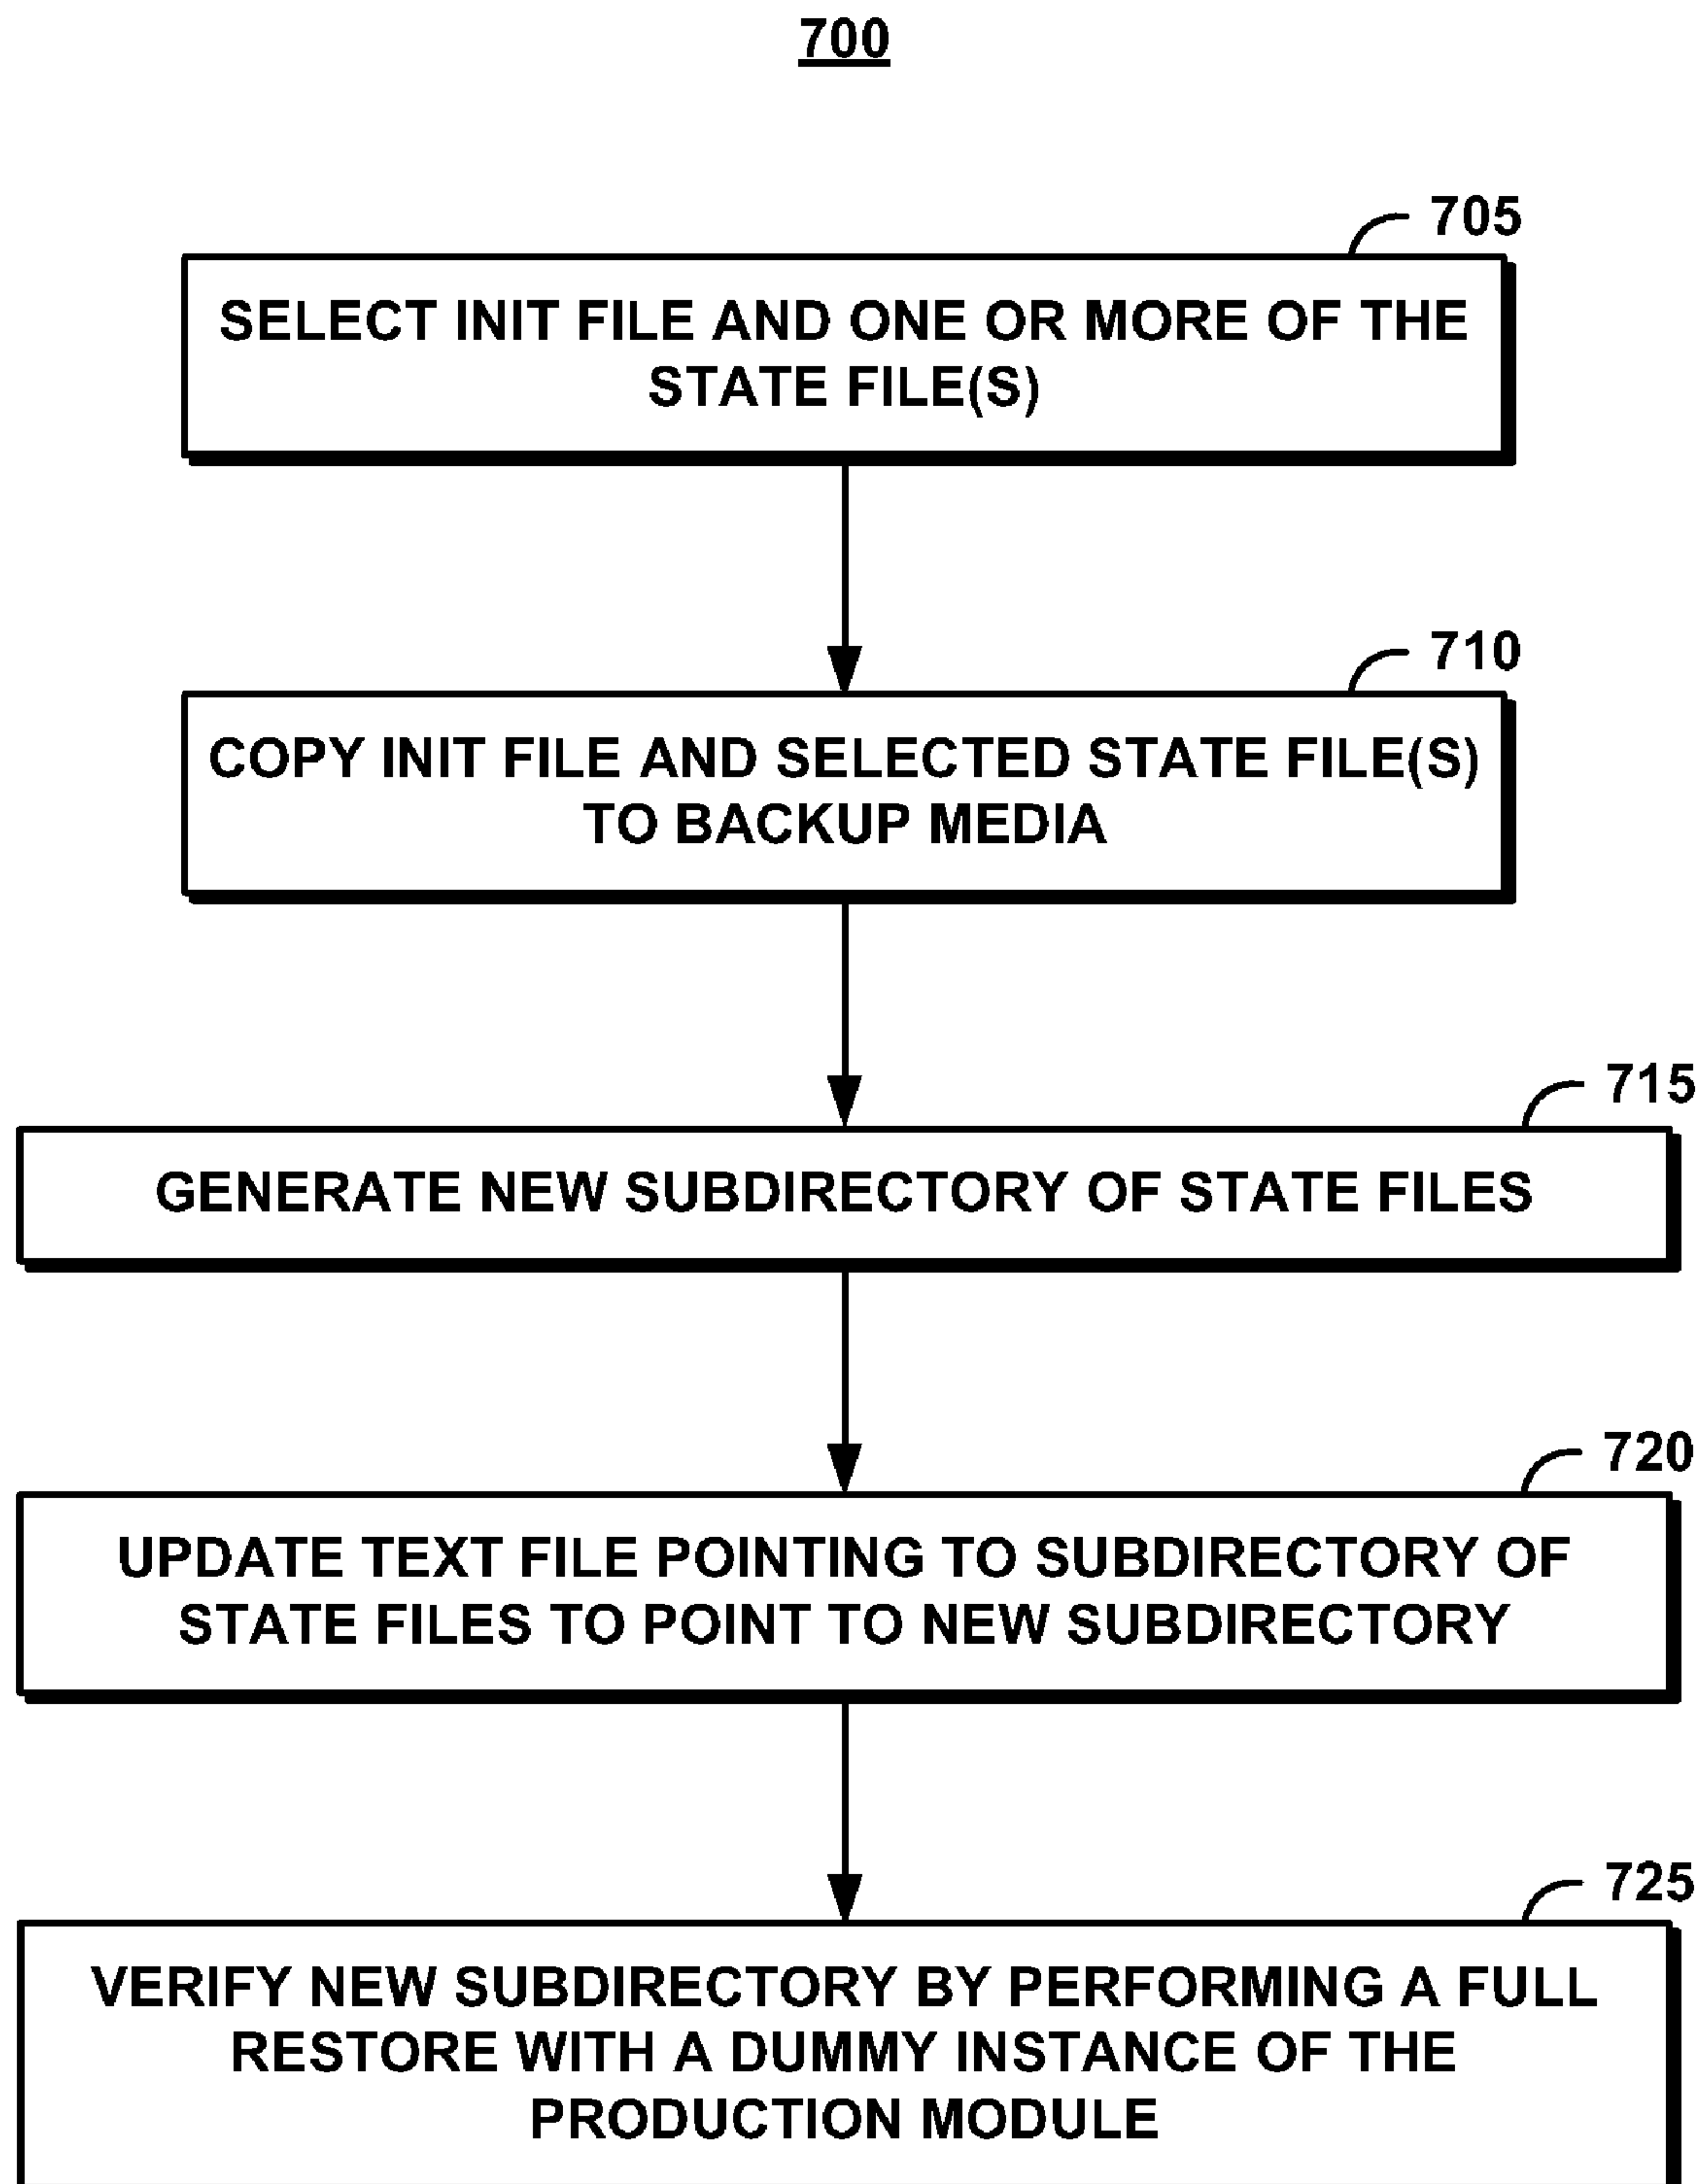 700
705
SELECT INIT FILE AND ONE OR MORE OF THE
STATE FILE(S)
710
COPY INIT FILE AND SELECTED STATE FILE(S)
TO BACKUP MEDIA
715
GENERATE NEW SUBDIRECTORY OF STATE FILES
720
UPDATE TEXT FILE POINTING TO SUBDIRECTORY OF
STATE FILES TO POINT TO NEW SUBDIRECTORY
725
VERIFY NEW SUBDIRECTORY BY PERFORMING A FULL
RESTORE WITH A DUMMY INSTANCE OF THE
PRODUCTION MODULE